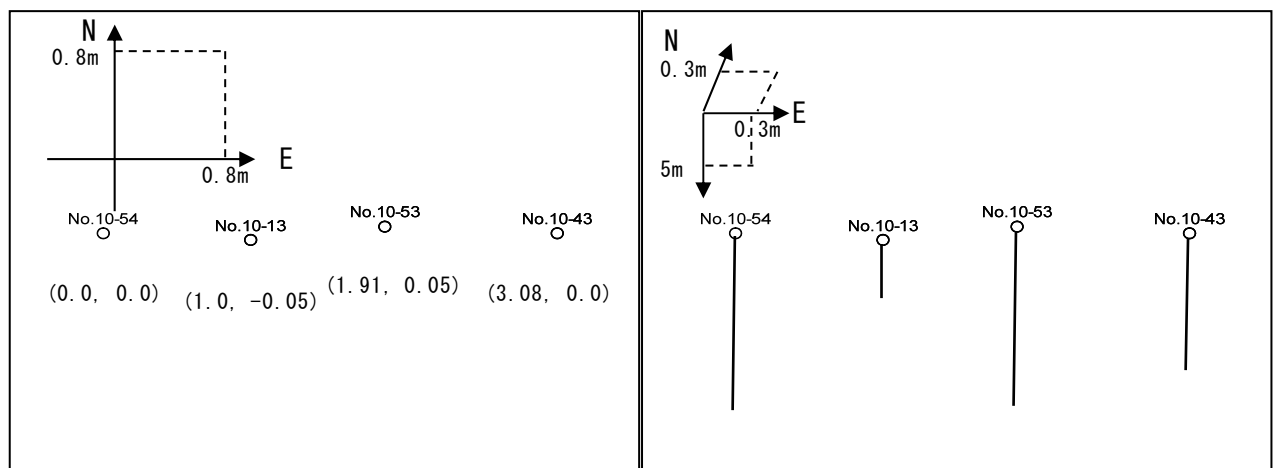 N
0.8m
E
0.8m
No.10-54
No.10-13
No.10-53
No.10-43
(0.0, 0.0)
(1.0, -0.05)
(1.91, 0.05)
(3.08, 0.0)
N
0.3m
E
0.3m
5m
No.10-54
No.10-13
No.10-53
No.10-43